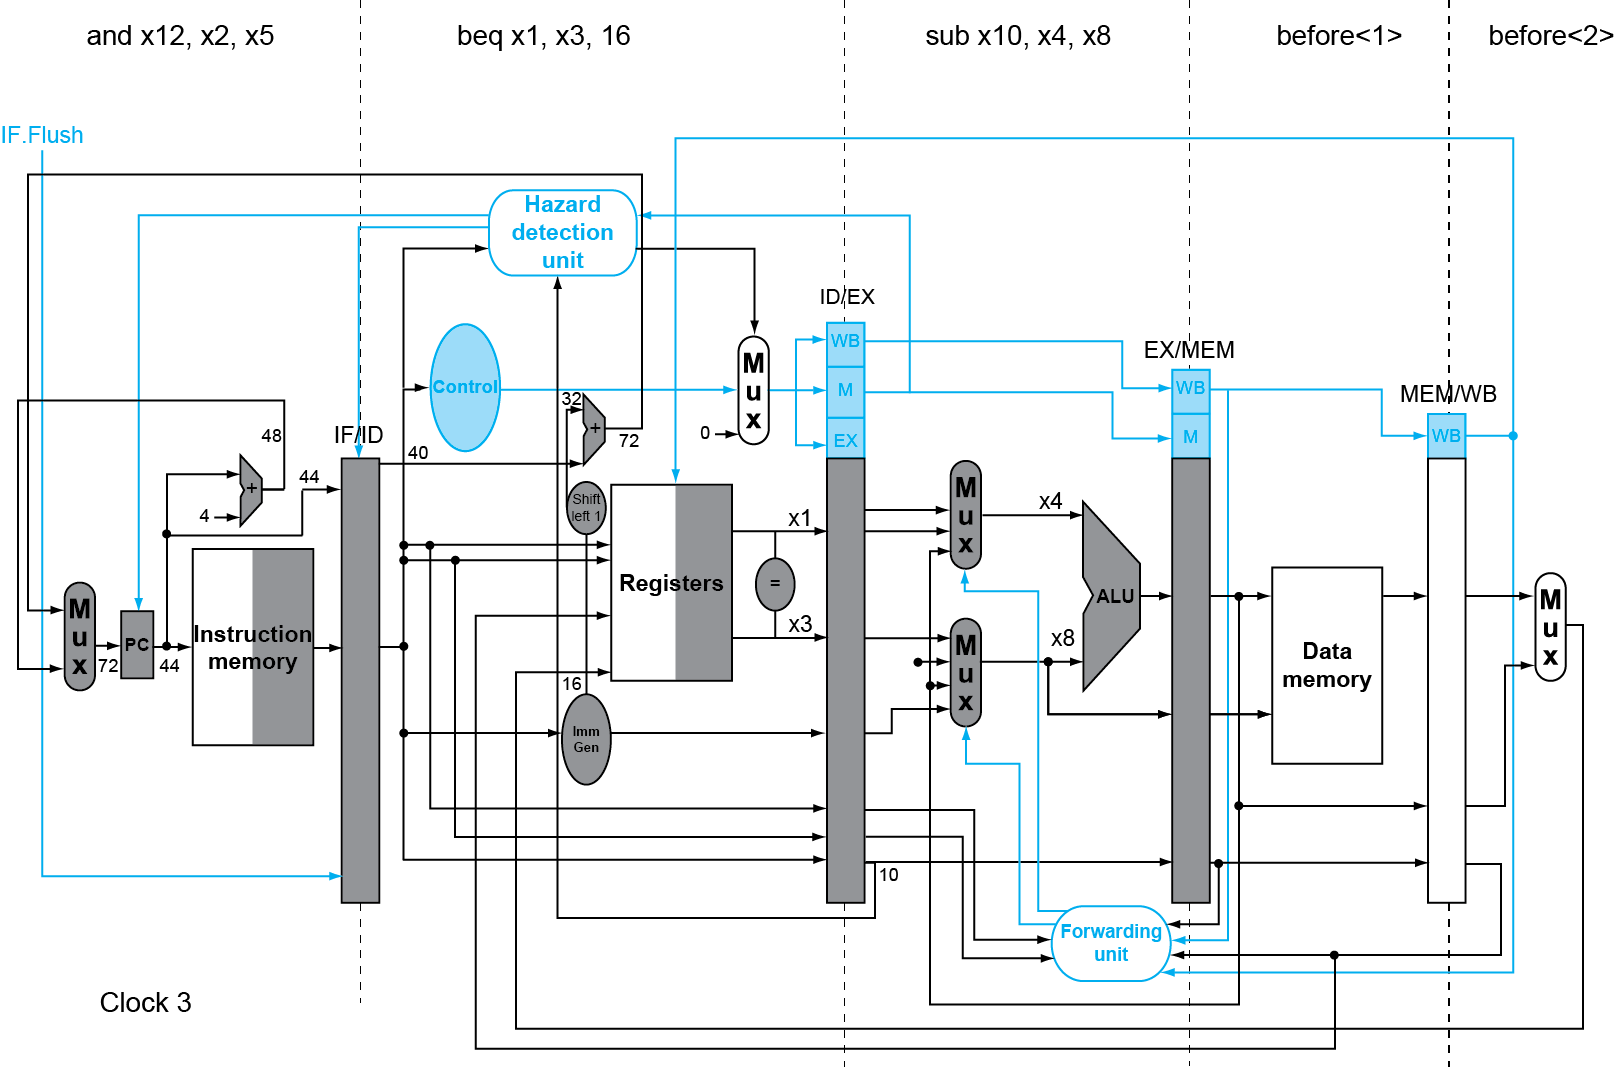 and x12, x2, x5
beq x1, x3, 16
sub x10, x4, x8
before<1>
before<2>
IF.Flush
Hazard
detection
unit
ID/EX
WB
M
EX
EX/MEM
WB
M
MEM/WB
WB
Control
Mux
0
32
+
72
IF/ID
40
48
44
+
4
Shift
left 1
Registers
x1
=
x3
Mux
x4
ALU
x8
Mux
Mux
72
PC
44
Instruction
memory
16
Imm
Gen
Data
memory
Mux
10
Forwarding
unit
Clock 3